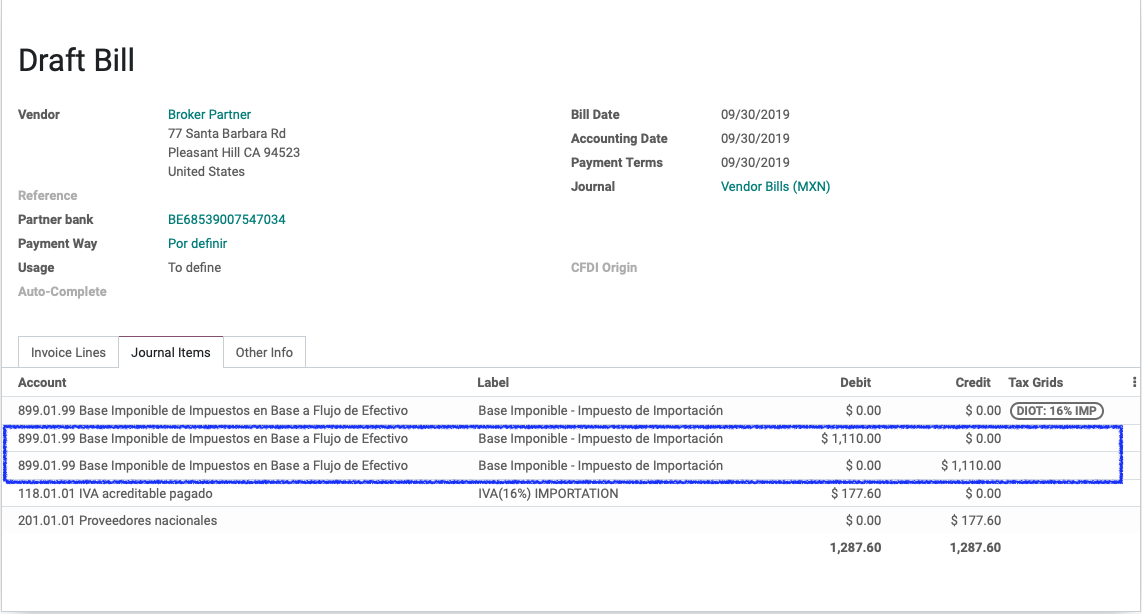 Draft Bill
Vendor Broker Partner Bill Date 09/30/2019
77 Santa Barbara Rd Accounting Date 09/30/2019
Pleasant Hill CA 94523 Payment Terms 09/30/2019
United States Journal Vendor Bills (MXN)
Reference
Partner bank BE68539007547034
Payment Way Por definir
Usage To define CFDI Origin
Auto-Complete
Invoice Lines Journal Items Other Info
Account Label Debit Credit Tax Grids
899.01.99 Base Imponible de Impuestos en Base a Flujo de Efectivo Base Imponible - Impuesto de Importación $ 0.00 $ 0.00 DIOT: 16% IMP
899.01.99 Base Imponible de Impuestos en Base a Flujo de Efectivo Base Imponible - Impuesto de Importación $ 1,110.00 $ 0.00
899.01.99 Base Imponible de Impuestos en Base a Flujo de Efectivo Base Imponible - Impuesto de Importación $ 0.00 $ 1,110.00
118.01.01 IVA acreditable pagado IVA(16%) IMPORTATION $ 177.60 $ 0.00
201.01.01 Proveedores nacionales $ 0.00 $ 177.60
1,287.60 1,287.60